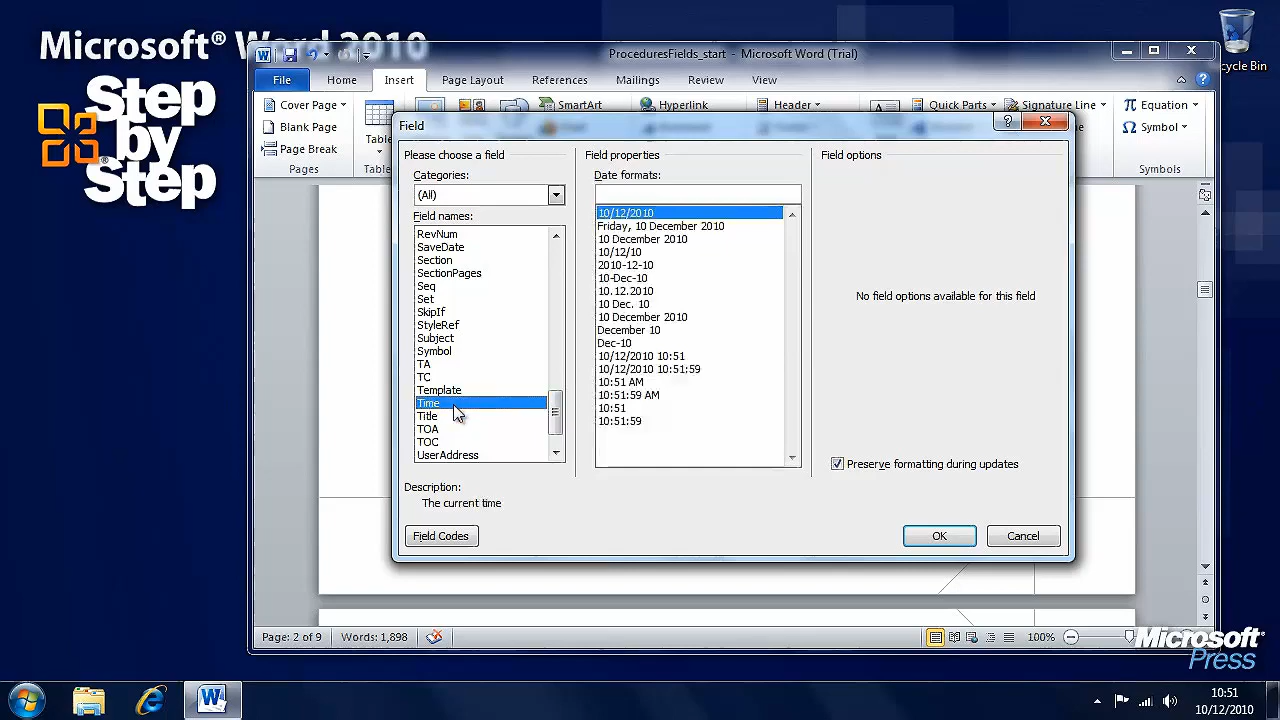 Microsoft® Word 2010
Step
by
Step
ProceduresFields_start - Microsoft Word (Trial)
cycle Bin
File Home Insert Page Layout References Mailings Review View
Cover Page
Blank Page
Page Break
Pages
Table
Tables
SmartArt
Hyperlink
Header
Quick Parts
Signature Line
Equation
Symbol
Symbols
Field
Please choose a field
Categories:
(All)
Field names:
RevNum
SaveDate
Section
SectionPages
Seq
Set
SkipIf
StyleRef
Subject
Symbol
TA
TC
Template
Time
Title
TOA
TOC
UserAddress
Field properties
Date formats:
10/12/2010
Friday, 10 December 2010
10 December 2010
10/12/10
2010-12-10
10-Dec-10
10.12.2010
10 Dec. 10
10 December 2010
December 10
Dec-10
10/12/2010 10:51
10/12/2010 10:51:59
10:51 AM
10:51:59 AM
10:51
10:51:59
Field options
No field options available for this field
Preserve formatting during updates
Description:
The current time
Field Codes
OK
Cancel
Page: 2 of 9 Words: 1,898
100%
Microsoft
Press
10:51
10/12/2010